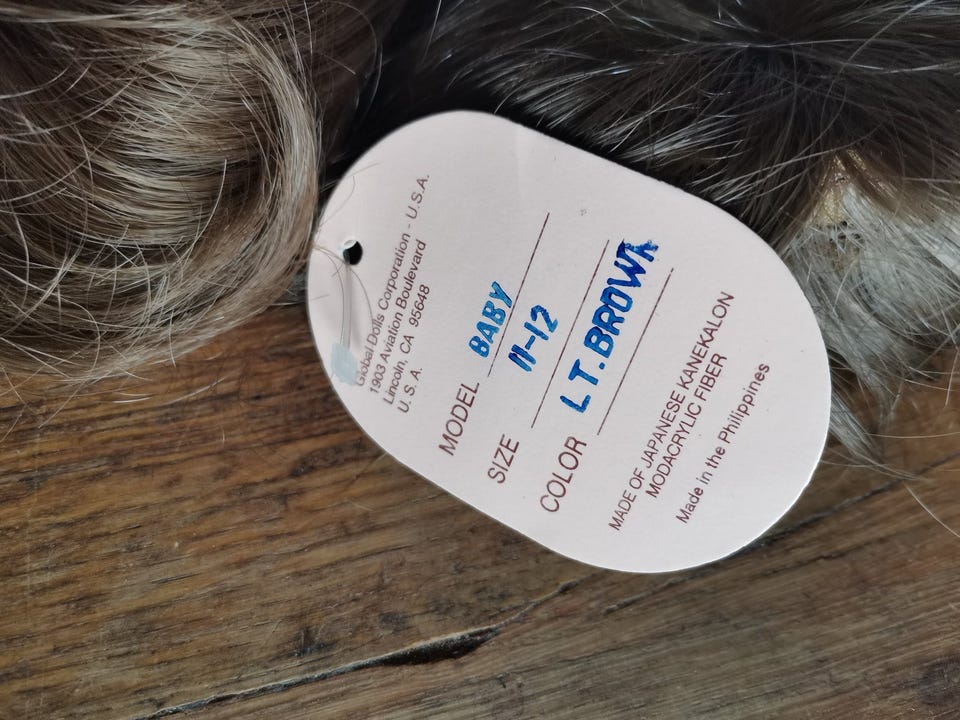 Global Dolls Corporation - U.S.A.
1903 Aviation Boulevard
Lincoln, CA 95648
U. S. A.
MODEL BABY
SIZE 11-12
COLOR LT. BROWN
MADE OF JAPANESE KANEKALON
MODACRYLIC FIBER
Made in the Philippines